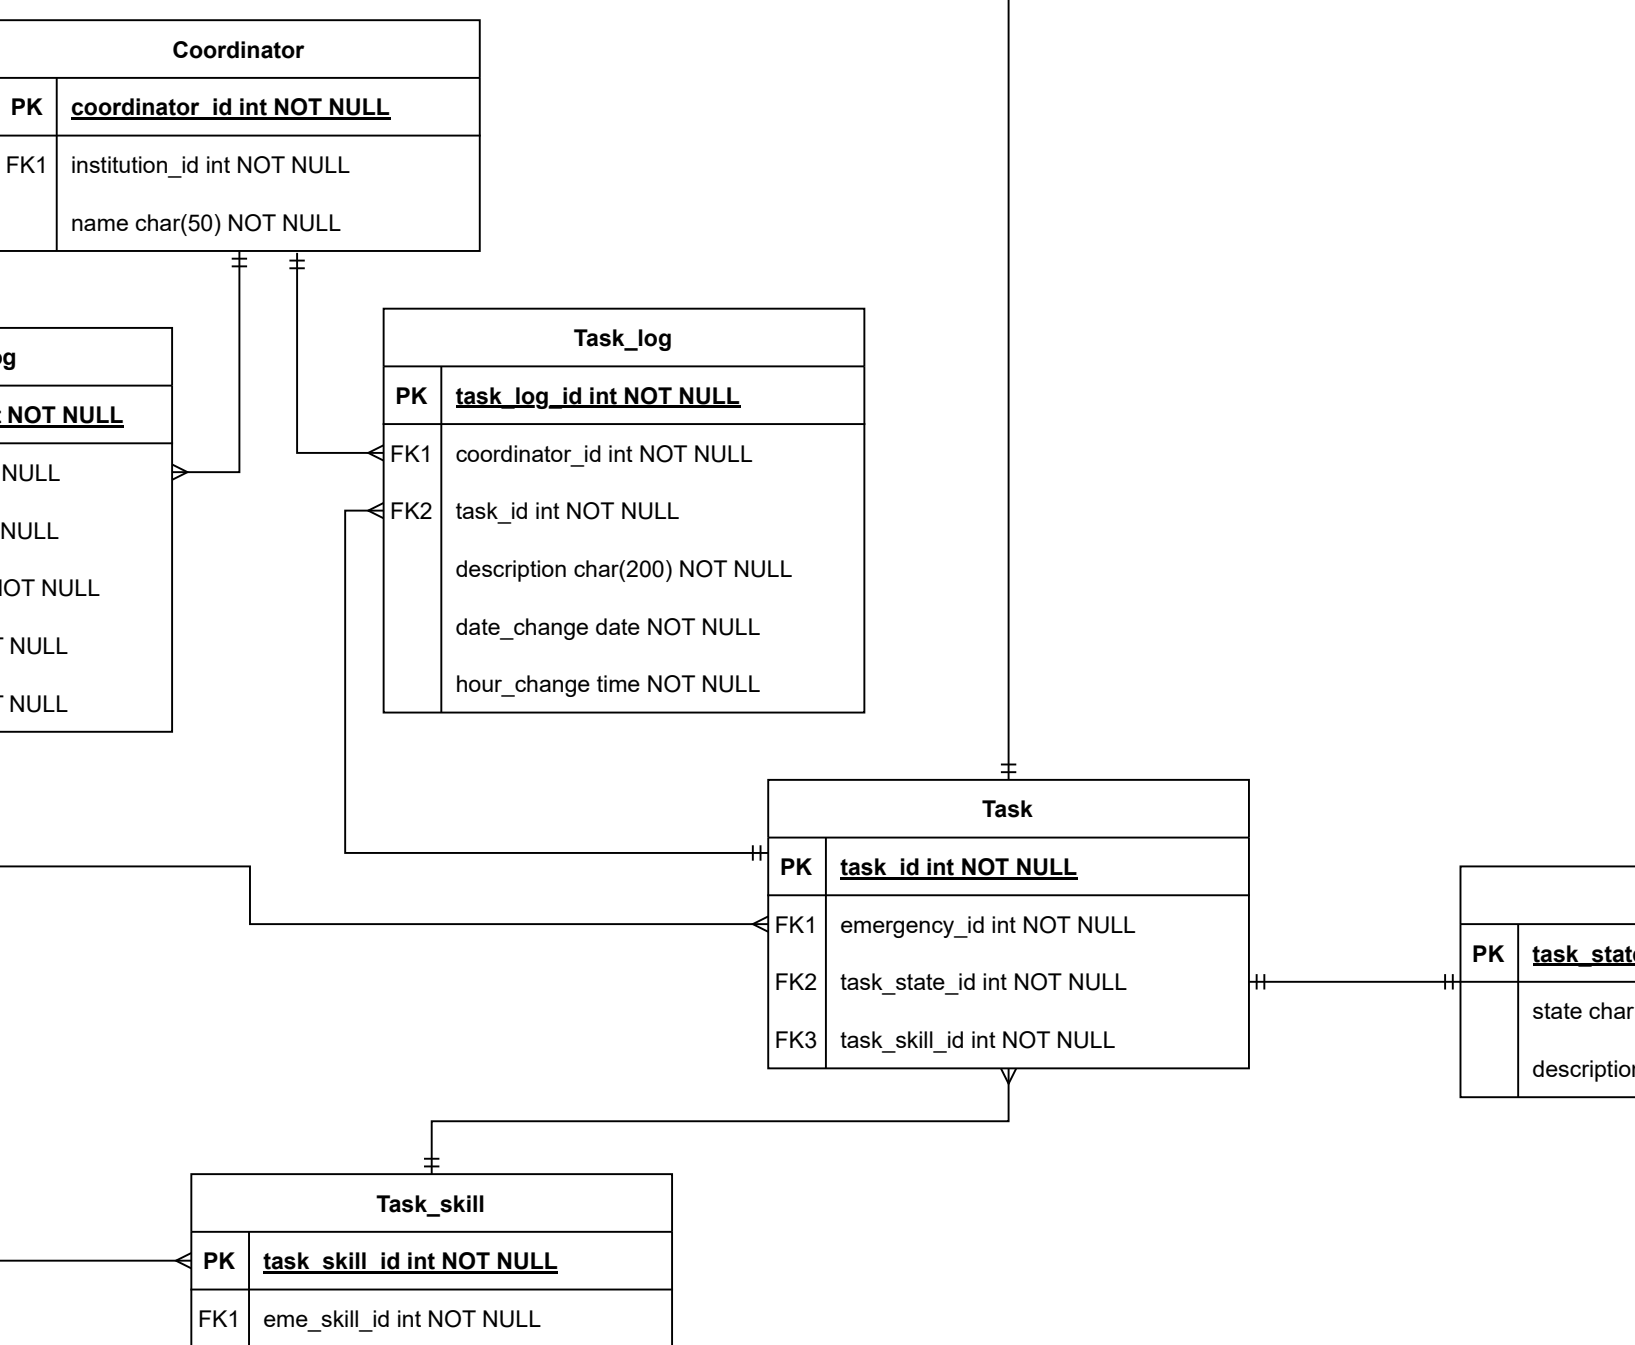 Coordinator
PK coordinator_id int NOT NULL
FK1 institution_id int NOT NULL
name char(50) NOT NULL
NOT NULL
NULL
NULL
NULL
NULL
NULL
Task_log
PK task_log_id int NOT NULL
FK1 coordinator_id int NOT NULL
FK2 task_id int NOT NULL
description char(200) NOT NULL
date_change date NOT NULL
hour_change time NOT NULL
Task
PK task_id int NOT NULL
FK1 emergency_id int NOT NULL
FK2 task_state_id int NOT NULL
FK3 task_skill_id int NOT NULL
PK
state char
Task_skill
PK task_skill_id int NOT NULL
FK1 eme_skill_id int NOT NULL